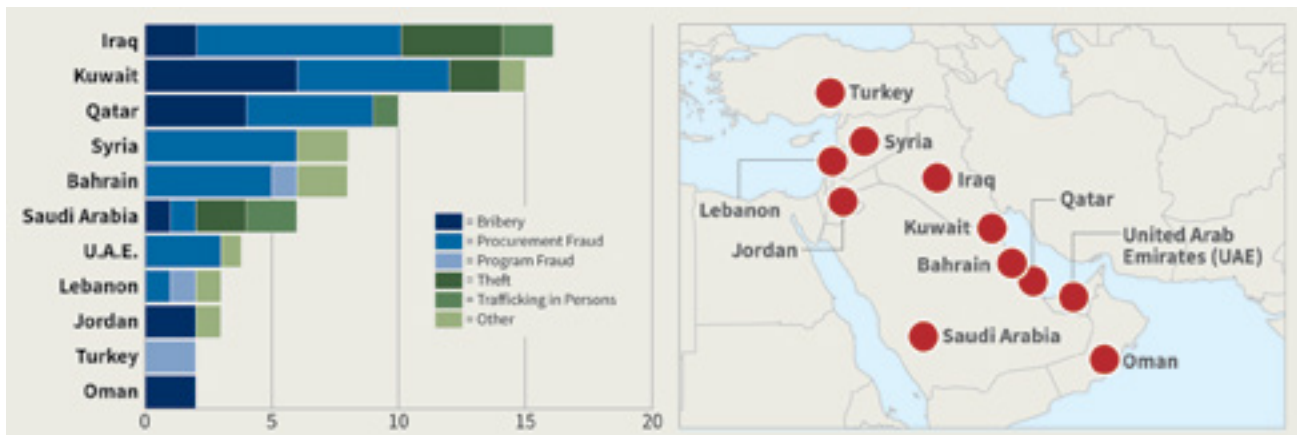 Iraq
Kuwait
Qatar
Syria
Bahrain
Saudi Arabia
U.A.E.
Lebanon
Jordan
Turkey
Oman
0 5 10 15 20
= Bribery
= Procurement Fraud
= Program Fraud
= Theft
= Trafficking in Persons
= Other
Turkey
Syria
Iraq
Lebanon
Qatar
Kuwait
Jordan
United Arab
Emirates (UAE)
Bahrain
Saudi Arabia
Oman